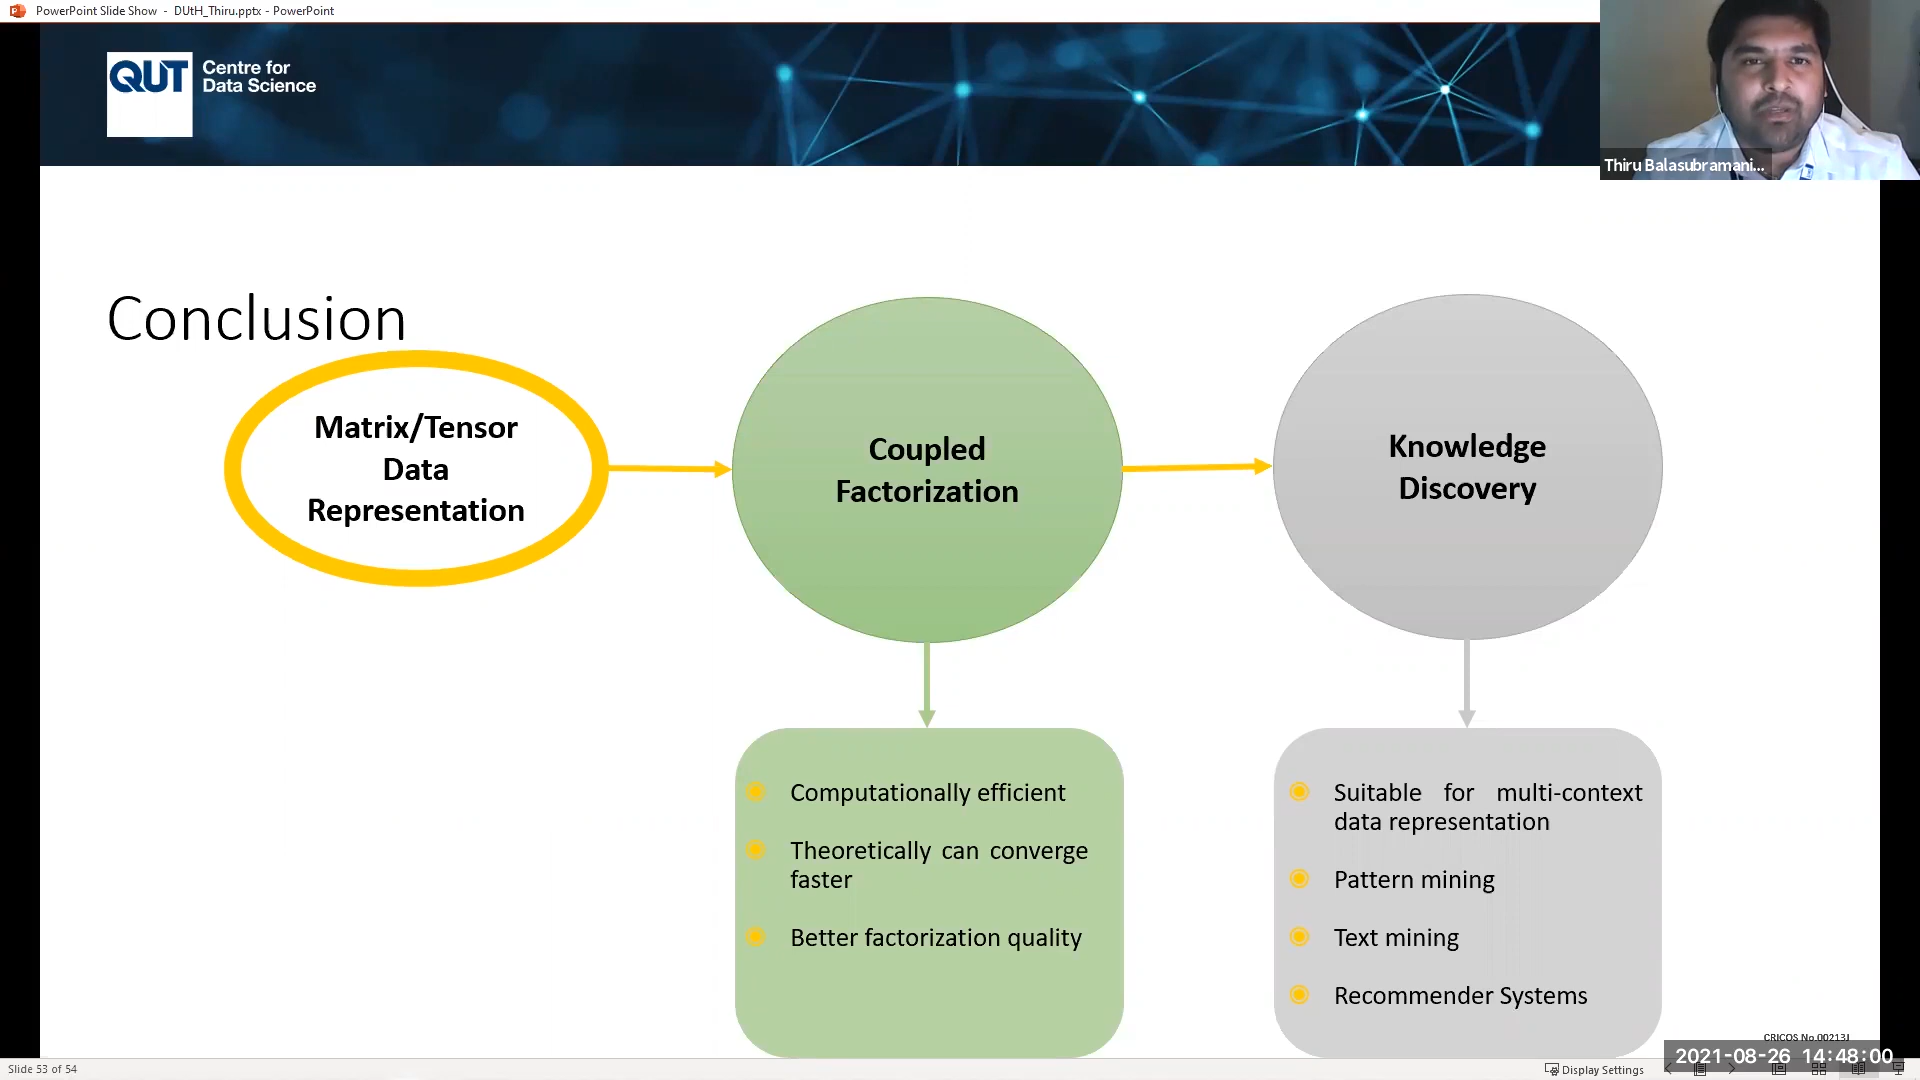 PowerPoint Slide Show - DUtH_Thiru.pptx - PowerPoint
QUT
Centre for
Data Science
Thiru Balasubramani...
Conclusion
Matrix/Tensor
Data
Representation
Coupled
Factorization
Knowledge
Discovery
Computationally efficient
Theoretically can converge
faster
Better factorization quality
Suitable for multi-context
data representation
Pattern mining
Text mining
Recommender Systems
CRICOS No.00213J
2021-08-26 14:48:00
Slide 53 of 54
Display Settings